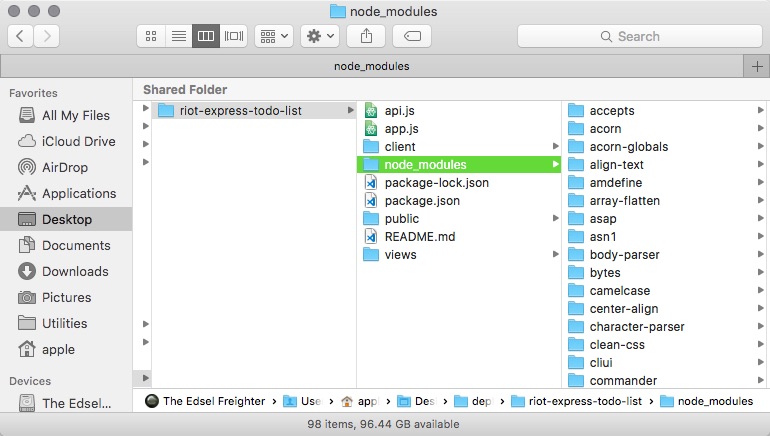 node_modules
Search
node_modules
Favorites
All My Files
iCloud Drive
AirDrop
Applications
Desktop
Documents
Downloads
Pictures
Utilities
apple
Devices
The Edsel...
Shared Folder
riot-express-todo-list
api.js
app.js
client
node_modules
package-lock.json
package.json
public
README.md
views
accepts
acorn
acorn-globals
align-text
amdefine
array-flatten
asap
asn1
body-parser
bytes
camelcase
center-align
character-parser
clean-css
cliui
commander
The Edsel Freighter
Use
appl
Des
dep
riot-express-todo-list
node_modules
98 items, 96.44 GB available